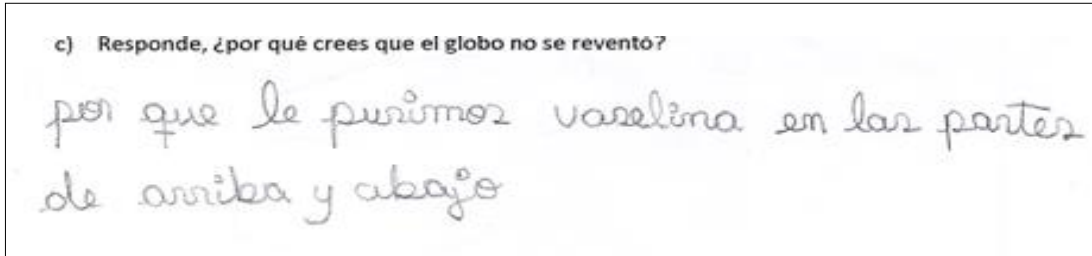 c) Responde, ¿por qué crees que el globo no se reventó?
por que le pusimos vaselina en las partes
de arriba y abajo